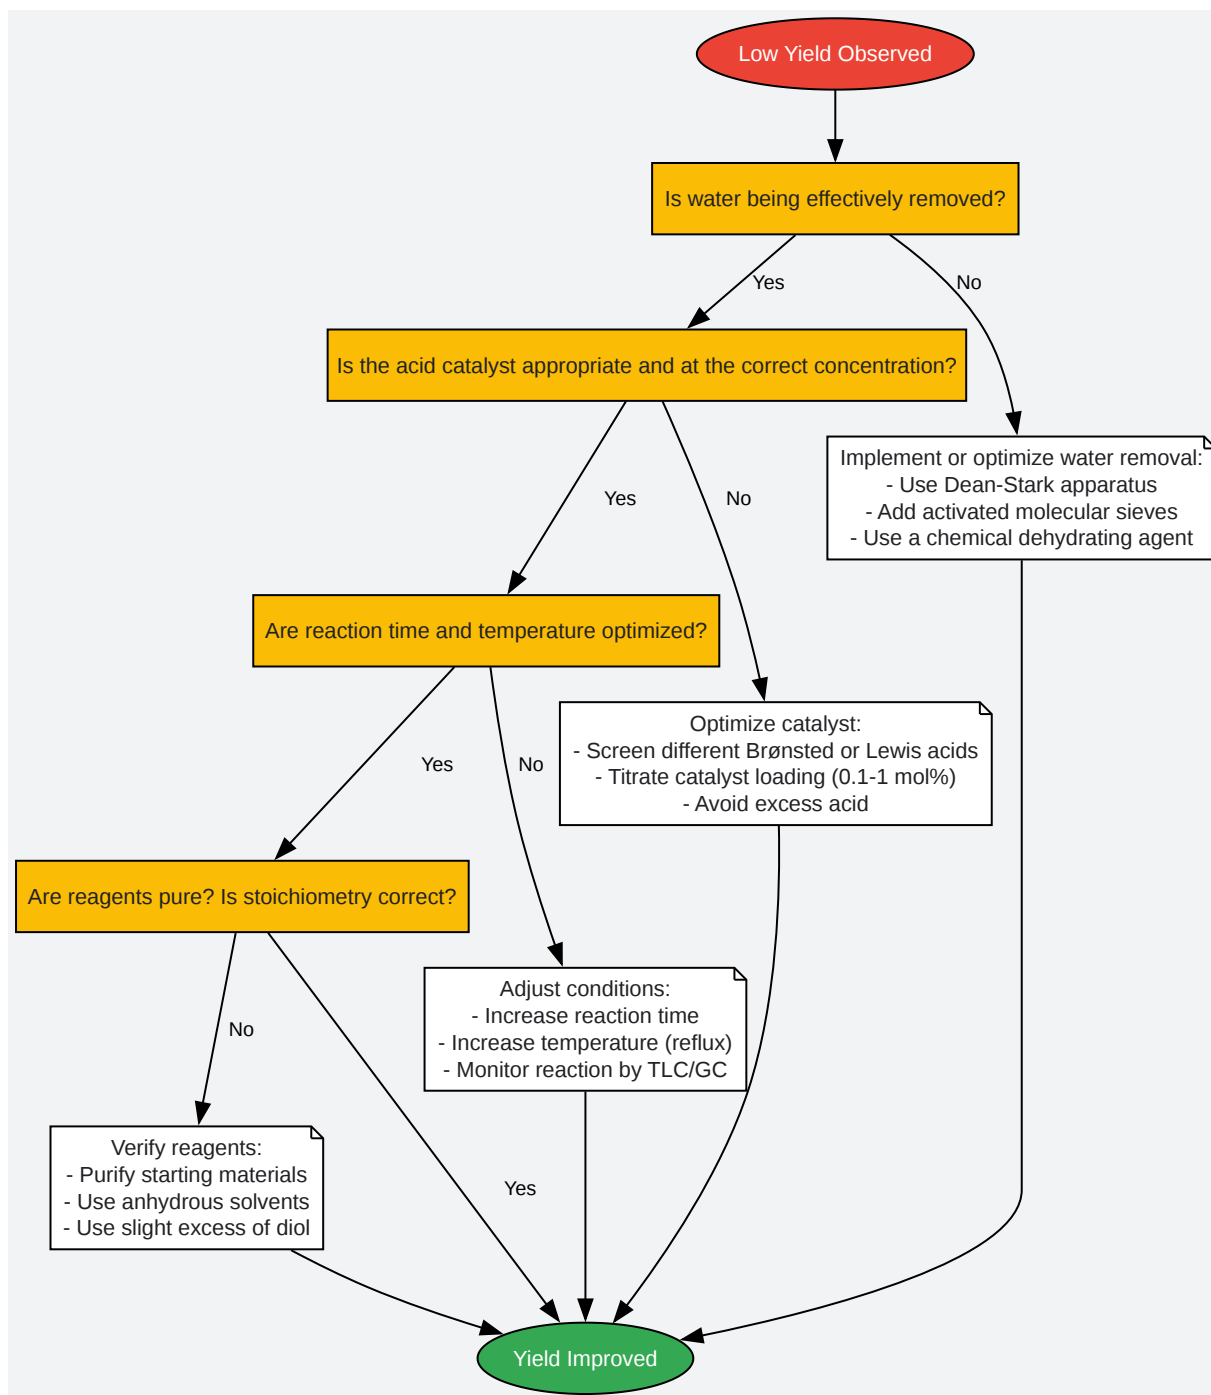 Low Yield Observed
Is water being effectively removed?
Yes
No
Is the acid catalyst appropriate and at the correct concentration?
Implement or optimize water removal:
- Use Dean-Stark apparatus
- Add activated molecular sieves
- Use a chemical dehydrating agent
Yes
No
Are reaction time and temperature optimized?
Optimize catalyst:
- Screen different Brønsted or Lewis acids
- Titrate catalyst loading (0.1-1 mol%)
- Avoid excess acid
Yes
No
Are reagents pure? Is stoichiometry correct?
Adjust conditions:
- Increase reaction time
- Increase temperature (reflux)
- Monitor reaction by TLC/GC
No
Verify reagents:
- Purify starting materials
- Use anhydrous solvents
- Use slight excess of diol
Yes
Yield Improved